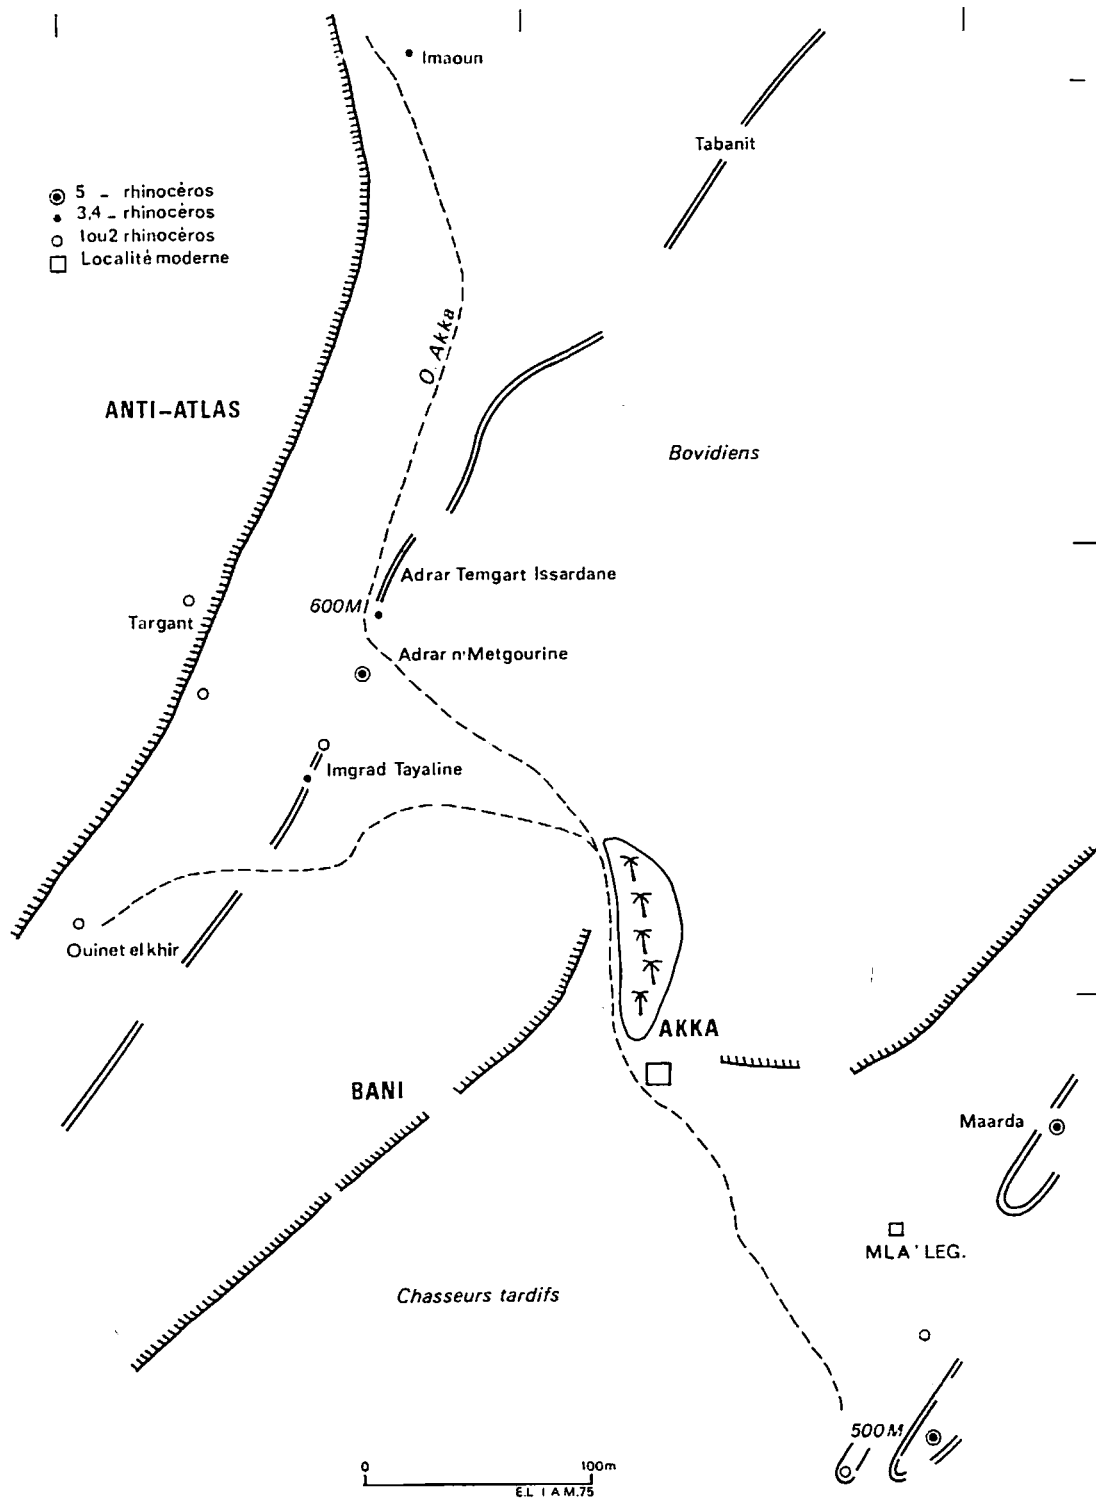 Imaoun
Tabanit
5 _ rhinocéros
3,4 _ rhinocéros
1ou2 rhinocéros
Localité moderne
O. Akka
ANTI-ATLAS
Bovidiens
Adrar Temgart Issardane
600M
Targant
Adrar n'Metgourine
Imgrad Tayaline
Ouinet el khir
AKKA
BANI
Maarda
MLA' LEG.
Chasseurs tardifs
500M
0 100m
E.L I A M.75